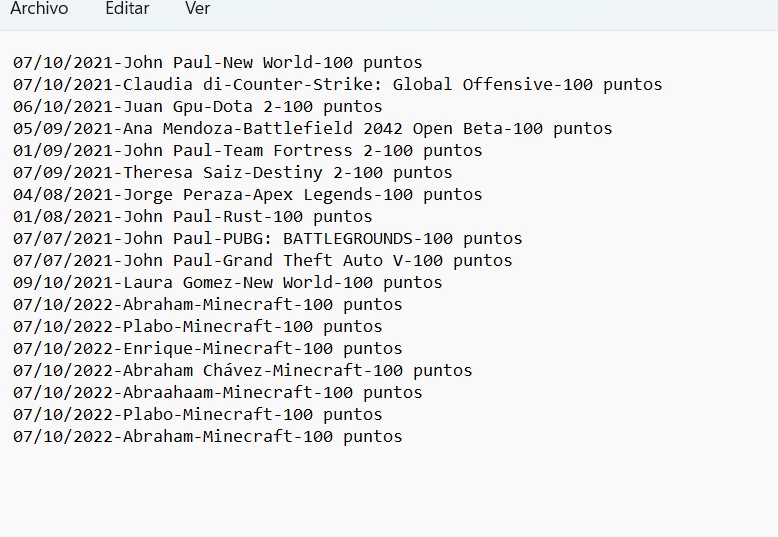 Archivo Editar Ver
07/10/2021-John Paul-New World-100 puntos
07/10/2021-Claudia di-Counter-Strike: Global Offensive-100 puntos
06/10/2021-Juan Gpu-Dota 2-100 puntos
05/09/2021-Ana Mendoza-Battlefield 2042 Open Beta-100 puntos
01/09/2021-John Paul-Team Fortress 2-100 puntos
07/09/2021-Theresa Saiz-Destiny 2-100 puntos
04/08/2021-Jorge Peraza-Apex Legends-100 puntos
01/08/2021-John Paul-Rust-100 puntos
07/07/2021-John Paul-PUBG: BATTLEGROUNDS-100 puntos
07/07/2021-John Paul-Grand Theft Auto V-100 puntos
09/10/2021-Laura Gomez-New World-100 puntos
07/10/2022-Abraham-Minecraft-100 puntos
07/10/2022-Plabo-Minecraft-100 puntos
07/10/2022-Enrique-Minecraft-100 puntos
07/10/2022-Abraham Chávez-Minecraft-100 puntos
07/10/2022-Abraahaam-Minecraft-100 puntos
07/10/2022-Plabo-Minecraft-100 puntos
07/10/2022-Abraham-Minecraft-100 puntos